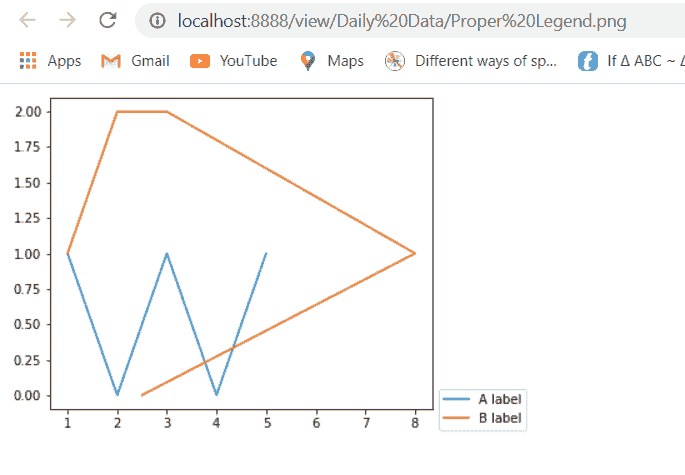 localhost:8888/view/Daily%20Data/Proper%20Legend.png
Apps Gmail YouTube Maps Different ways of sp... If Δ ABC ~
2.00
1.75
1.50
1.25
1.00
0.75
0.50
0.25
0.00
1 2 3 4 5 6 7 8
A label
B label